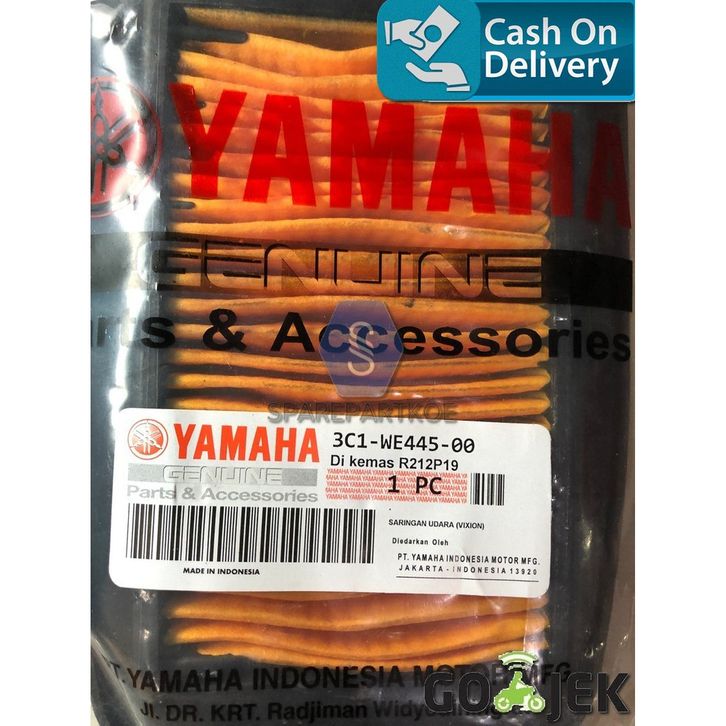 Cash On
Delivery
YAMAHA
GENUINE
Parts & Accessories
SPAREPARTKOE
YAMAHA
GENUINE
Parts & Accessories
3C1-WE445-00
Di kemas R212P19
1 PC
SARINGAN UDARA (VIXION)
Diedarkan Oleh
PT. YAMAHA INDONESIA MOTOR MFG.
JAKARTA - INDONESIA 13920
MADE IN INDONESIA
PT. YAMAHA INDONESIA MOTOR MFG
Jl. DR. KRT. Radjiman
GOJEK